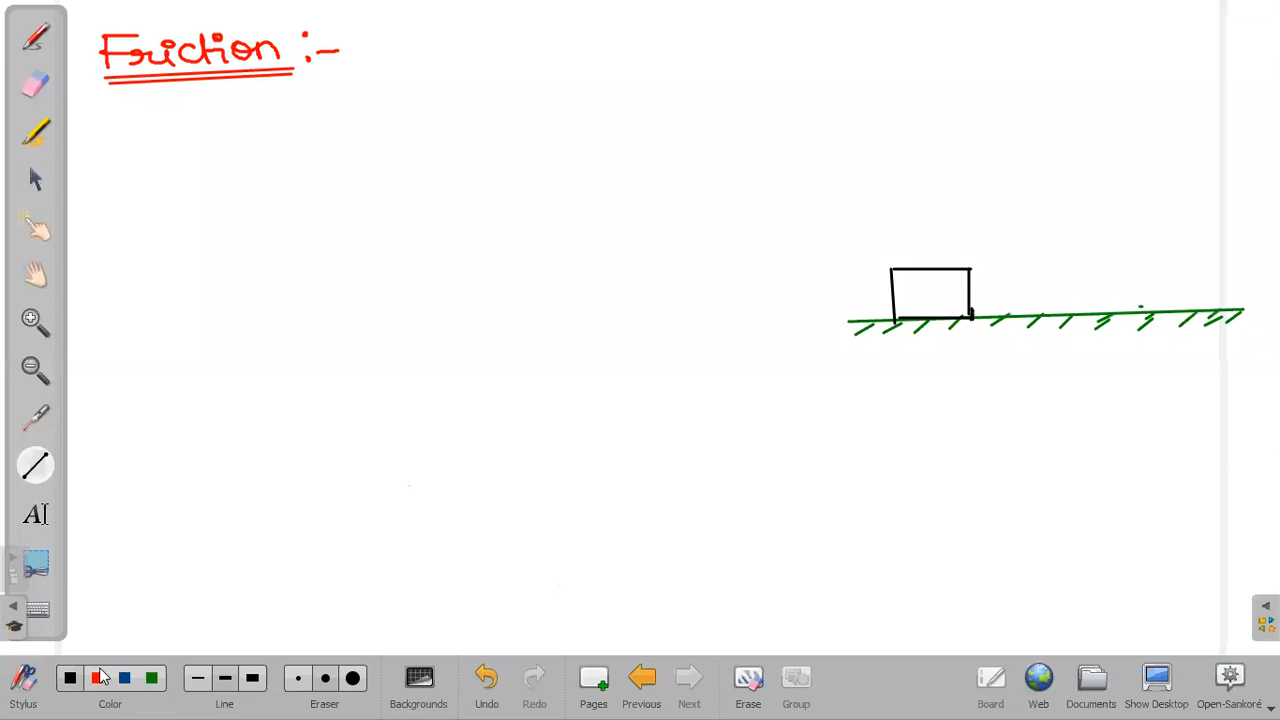 Friction :-
A
Stylus
Color
Line
Eraser
Backgrounds
Undo
Redo
Pages
Previous
Next
Erase
Group
Board
Web
Documents
Show Desktop
Open-Sankoré